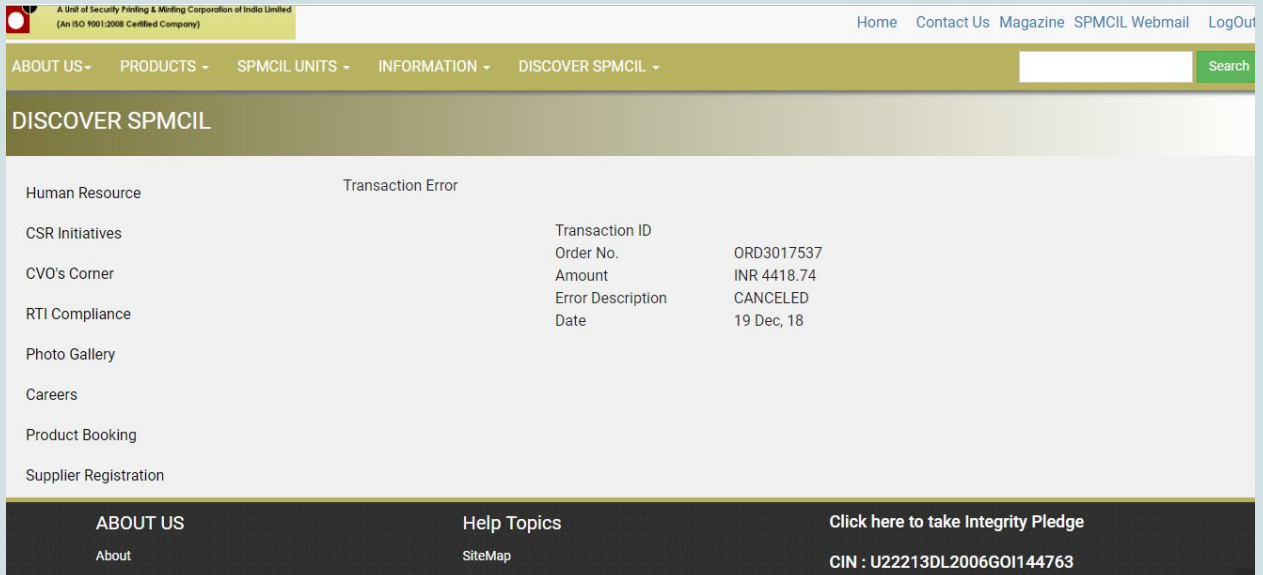 A Unit of Security Printing & Minting Corporation of India Limited
(An ISO 9001:2008 Certified Company)
Home Contact Us Magazine SPMCIL Webmail LogOut
ABOUT US PRODUCTS SPMCIL UNITS INFORMATION DISCOVER SPMCIL Search
DISCOVER SPMCIL
Human Resource
CSR Initiatives
CVO's Corner
RTI Compliance
Photo Gallery
Careers
Product Booking
Supplier Registration
Transaction Error
Transaction ID
Order No. ORD3017537
Amount INR 4418.74
Error Description CANCELED
Date 19 Dec, 18
ABOUT US
About
Help Topics
SiteMap
Click here to take Integrity Pledge
CIN : U22213DL2006GOI144763